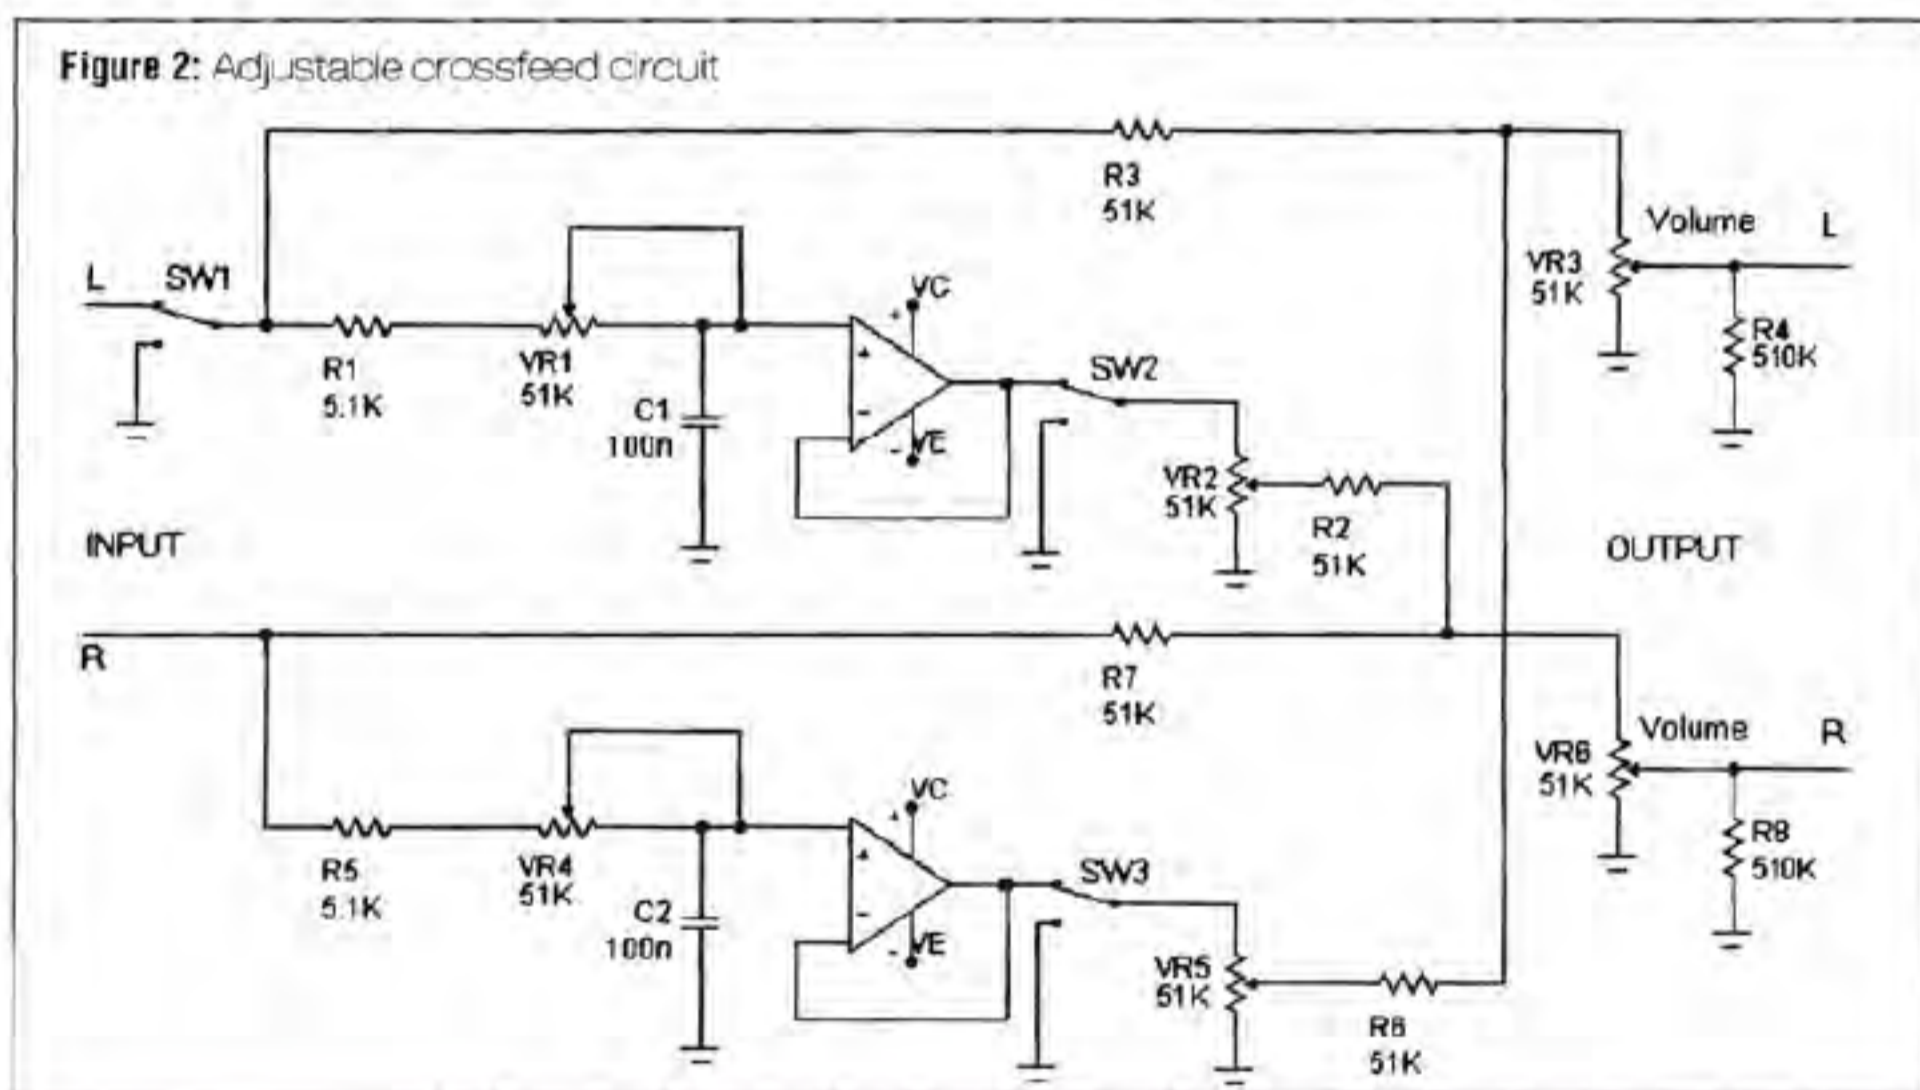 Figure 2: Adjustable crossfeed circuit
R3
51K
Volume L
VR3
51K
R4
510K
L SW1
R1
5.1K
VR1
51K
C1
100n
+
VC
+
-
- VE
SW2
VR2
51K
R2
51K
INPUT
OUTPUT
R
R7
51K
Volume R
VR6
51K
R8
510K
R5
5.1K
VR4
51K
C2
100n
+
VC
+
-
- VE
SW3
VR5
51K
R6
51K